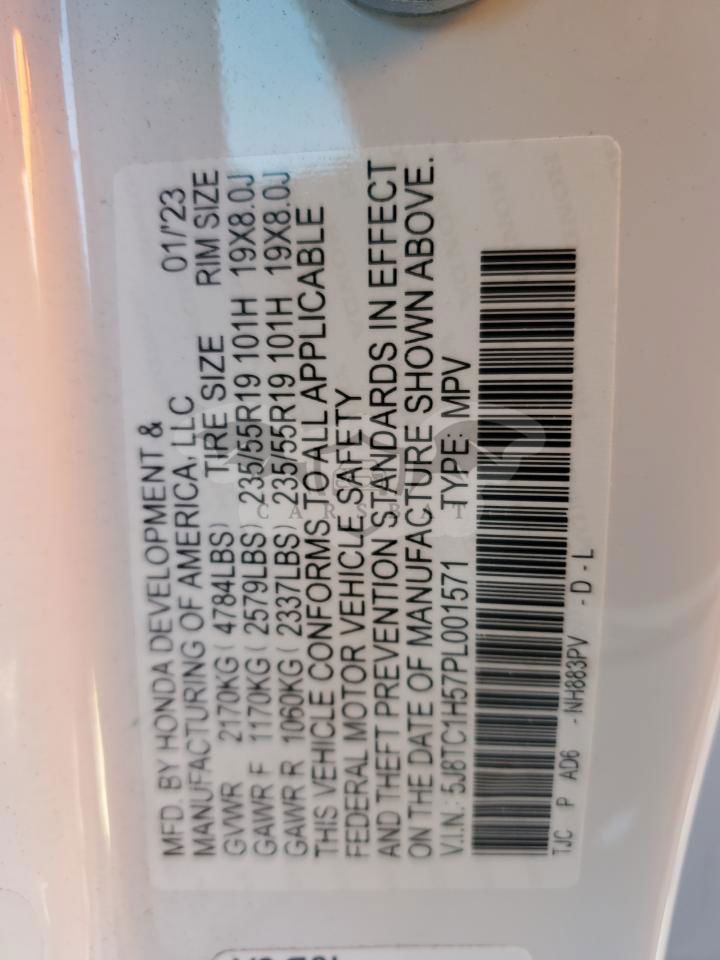 MFD. BY HONDA DEVELOPMENT & 01/'23
MANUFACTURING OF AMERICA, LLC RIM SIZE
GVWR 2170KG ( 4784LBS) TIRE SIZE
GAWR F 1170KG ( 2579LBS) 235/55R19 101H 19X8.0J
GAWR R 1060KG ( 2337LBS) 235/55R19 101H 19X8.0J
THIS VEHICLE CONFORMS TO ALL APPLICABLE
FEDERAL MOTOR VEHICLE SAFETY
AND THEFT PREVENTION STANDARDS IN EFFECT
ON THE DATE OF MANUFACTURE SHOWN ABOVE.
V.I.N.: 5J8TC1H57PL001571 TYPE: MPV
TJC P AD6 -NH883PV - D - L